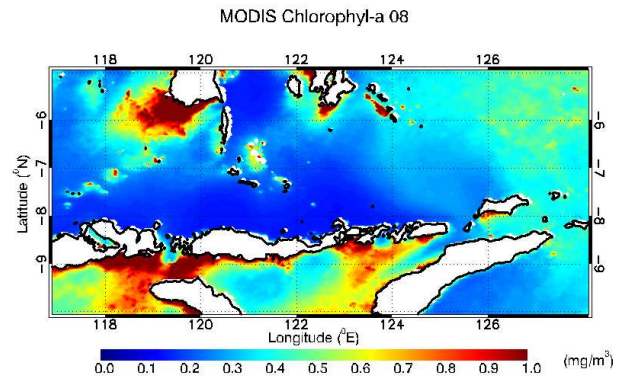 MODIS Chlorophyl-a 08
118 120 122 124 126
-6 -6
-7 -7
-8 -8
-9 -9
Latitude (⁰N)
118 120 122 124 126
Longitude (⁰E)
0.0 0.1 0.2 0.3 0.4 0.5 0.6 0.7 0.8 0.9 1.0 (mg/m³)